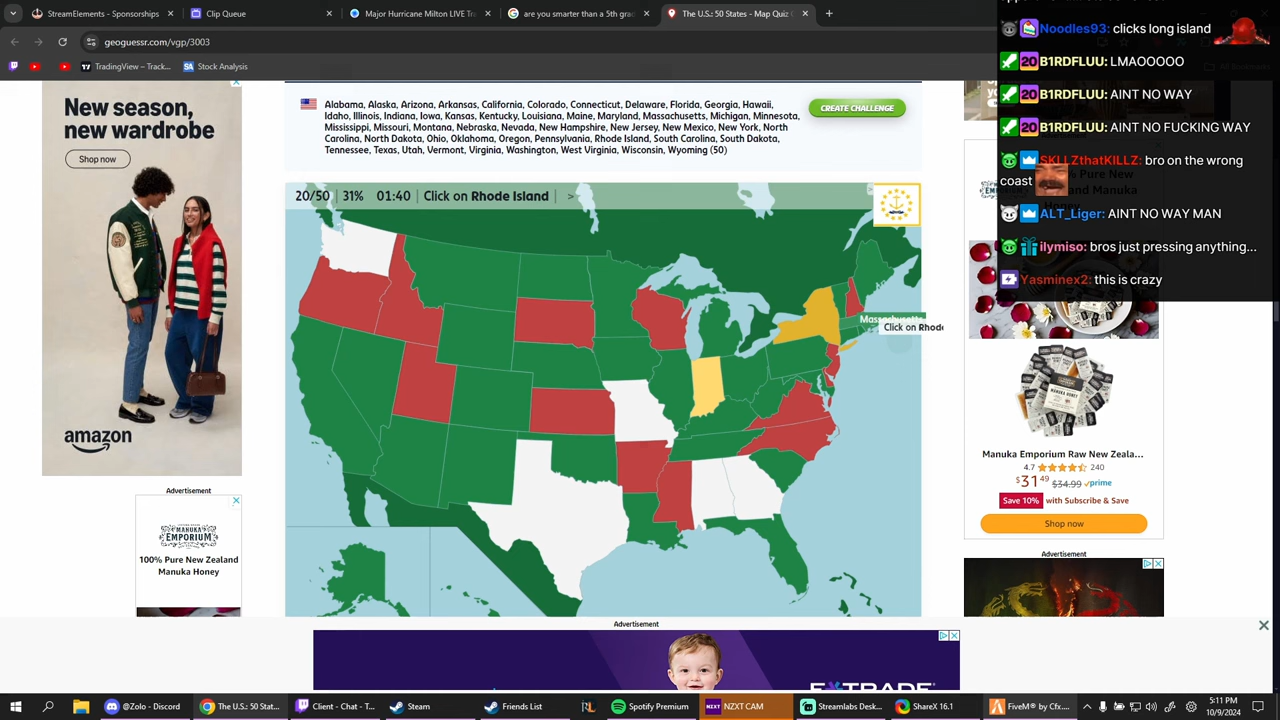 StreamElements - Sponsorships
Clip Queue
Major Hurricane Milton LIVE Tr
are you smarter than a 5th grad
The U.S.: 50 States - Map Quiz
geoguessr.com/vgp/3003
TradingView – Track...
Stock Analysis
All Bookmarks
Noodles93: clicks long island
20 B1RDFLUU: LMAOOOOO
20 B1RDFLUU: AINT NO WAY
20 B1RDFLUU: AINT NO FUCKING WAY
SKLLZthatKILLZ: bro on the wrong
coast
ALT_Liger: AINT NO WAY MAN
ilymiso: bros just pressing anything...
Yasminex2: this is crazy
New season,
new wardrobe
Shop now
amazon
Advertisement
MANUKA
EMPORIUM
100% Pure New Zealand
Manuka Honey
Alabama, Alaska, Arizona, Arkansas, California, Colorado, Connecticut, Delaware, Florida, Georgia, Hawaii,
Idaho, Illinois, Indiana, Iowa, Kansas, Kentucky, Louisiana, Maine, Maryland, Massachusetts, Michigan, Minnesota,
Mississippi, Missouri, Montana, Nebraska, Nevada, New Hampshire, New Jersey, New Mexico, New York, North
Carolina, North Dakota, Ohio, Oklahoma, Oregon, Pennsylvania, Rhode Island, South Carolina, South Dakota,
Tennessee, Texas, Utah, Vermont, Virginia, Washington, West Virginia, Wisconsin, Wyoming (50)
CREATE CHALLENGE
20/50 | 31% 01:40 | Click on Rhode Island | >
Massachusetts
Click on Rhode
Manuka Emporium Raw New Zeala...
4.7 240
$31.49 $34.99 prime
Save 10% with Subscribe & Save
Shop now
Advertisement
Advertisement
E*TRADE
@Zolo - Discord
The U.S.: 50 Stat...
Client - Chat - T...
Steam
Friends List
Spotify Premium
NZXT
NZXT CAM
Streamlabs Desk...
ShareX 16.1
FiveM® by Cfx....
5:11 PM
10/9/2024